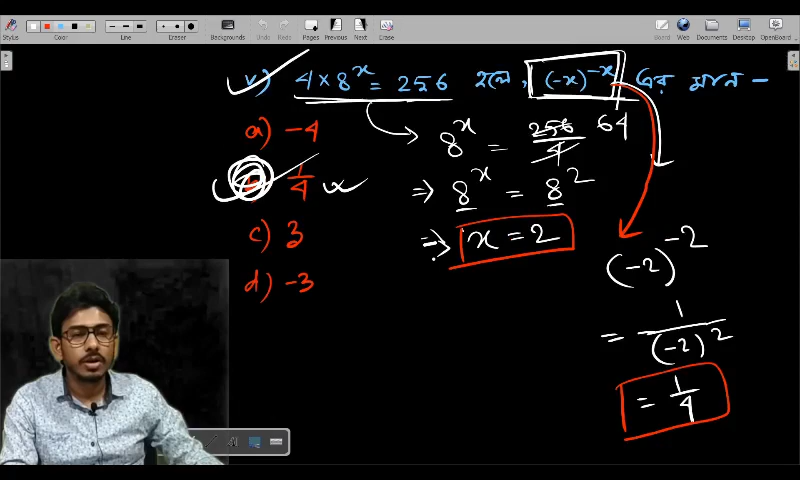 Styles
Color
Line
Eraser
Backgrounds
Undo
Redo
Pages
Previous
Next
Erase
Board
Web
Documents
Desktop
v) 4 × 8^x = 256 হলে, (-x)^-x এর মান –
a) -4
1/4
c) 3
d) -3
8^x = 256/4 64
⇒ 8^x = 8^2
⇒ x = 2
(-2)^-2
= 1/(-2)^2
= 1/4